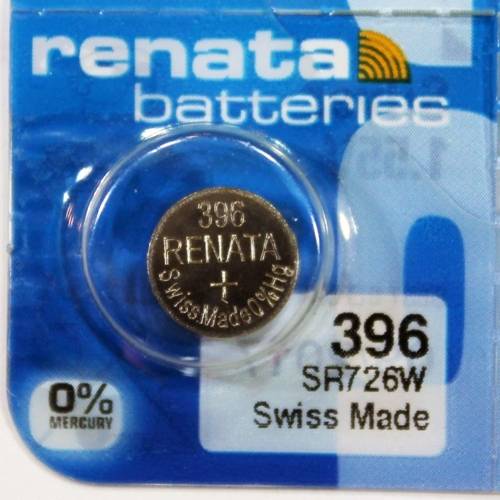 renata
batteries
396
RENATA
+
Swiss Made 0%Hg
396
SR726W
Swiss Made
0%
MERCURY